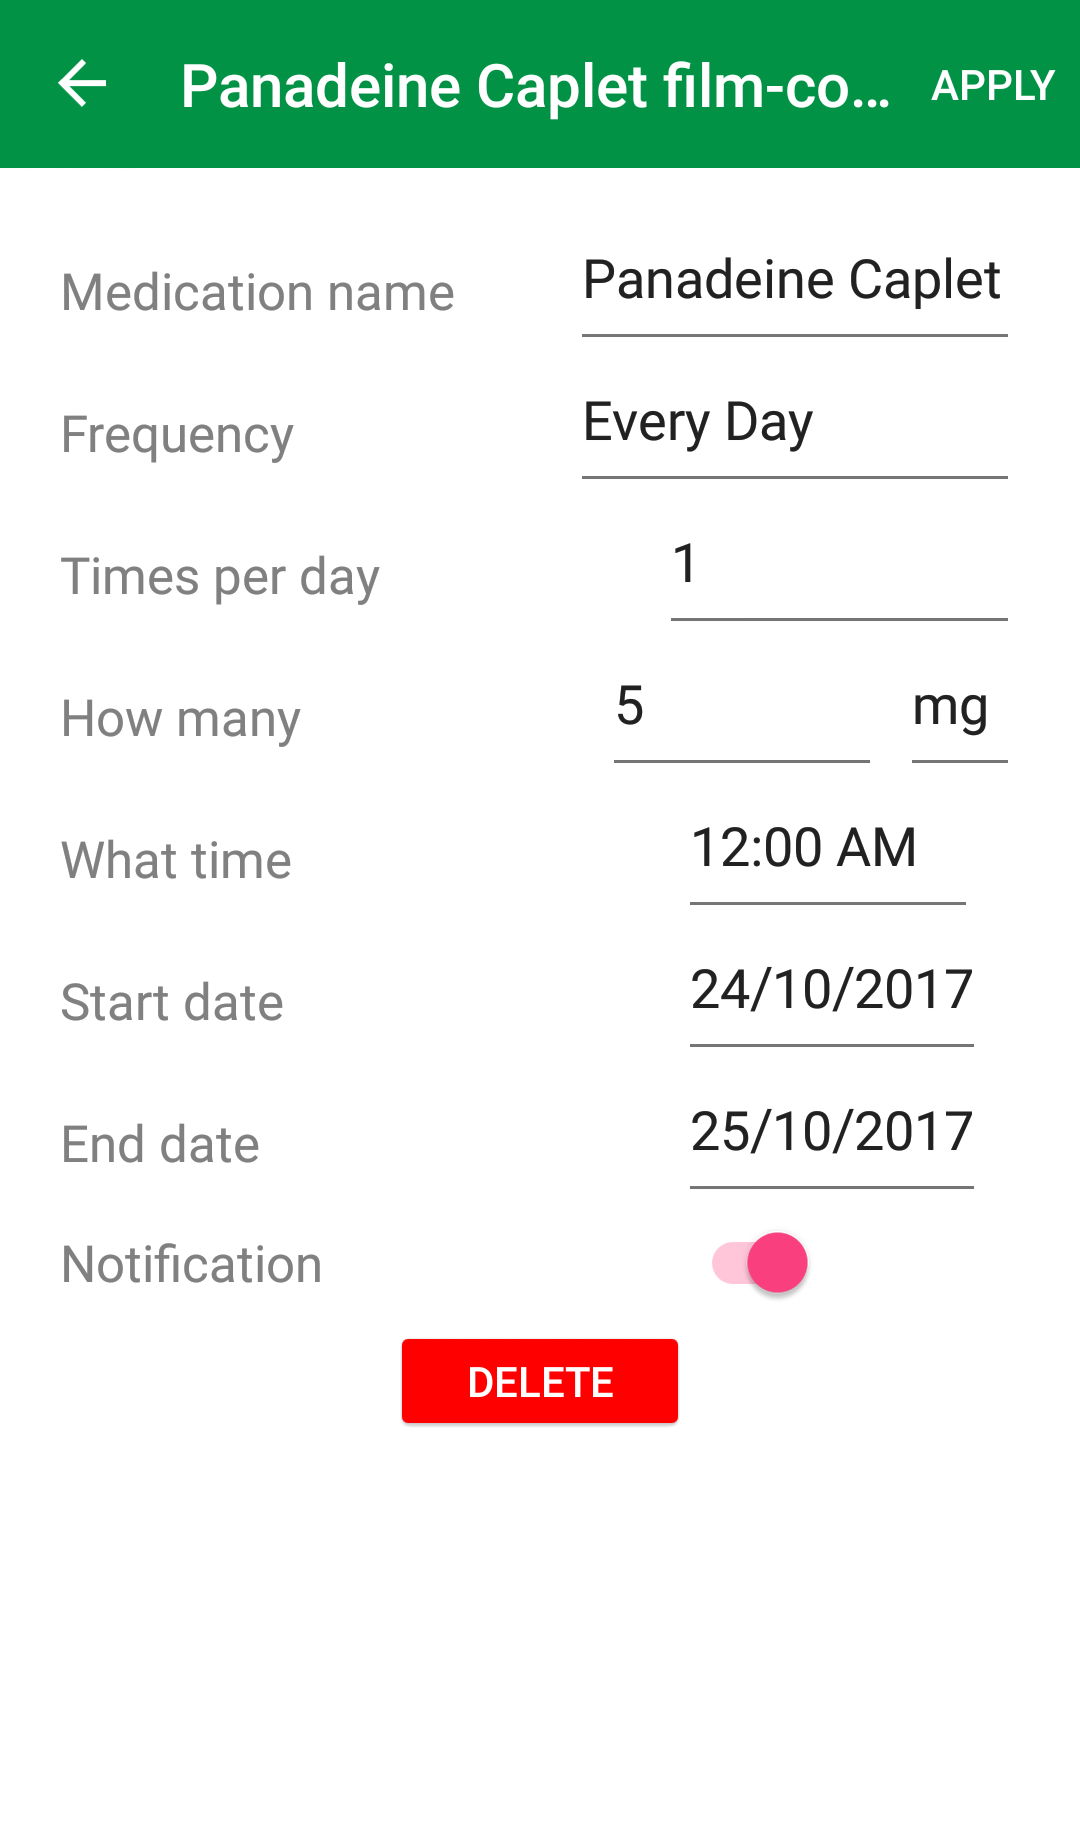 Panadeine Caplet film-co... APPLY
Medication name Panadeine Caplet
Frequency Every Day
Times per day 1
How many 5 mg
What time 12:00 AM
Start date 24/10/2017
End date 25/10/2017
Notification
DELETE